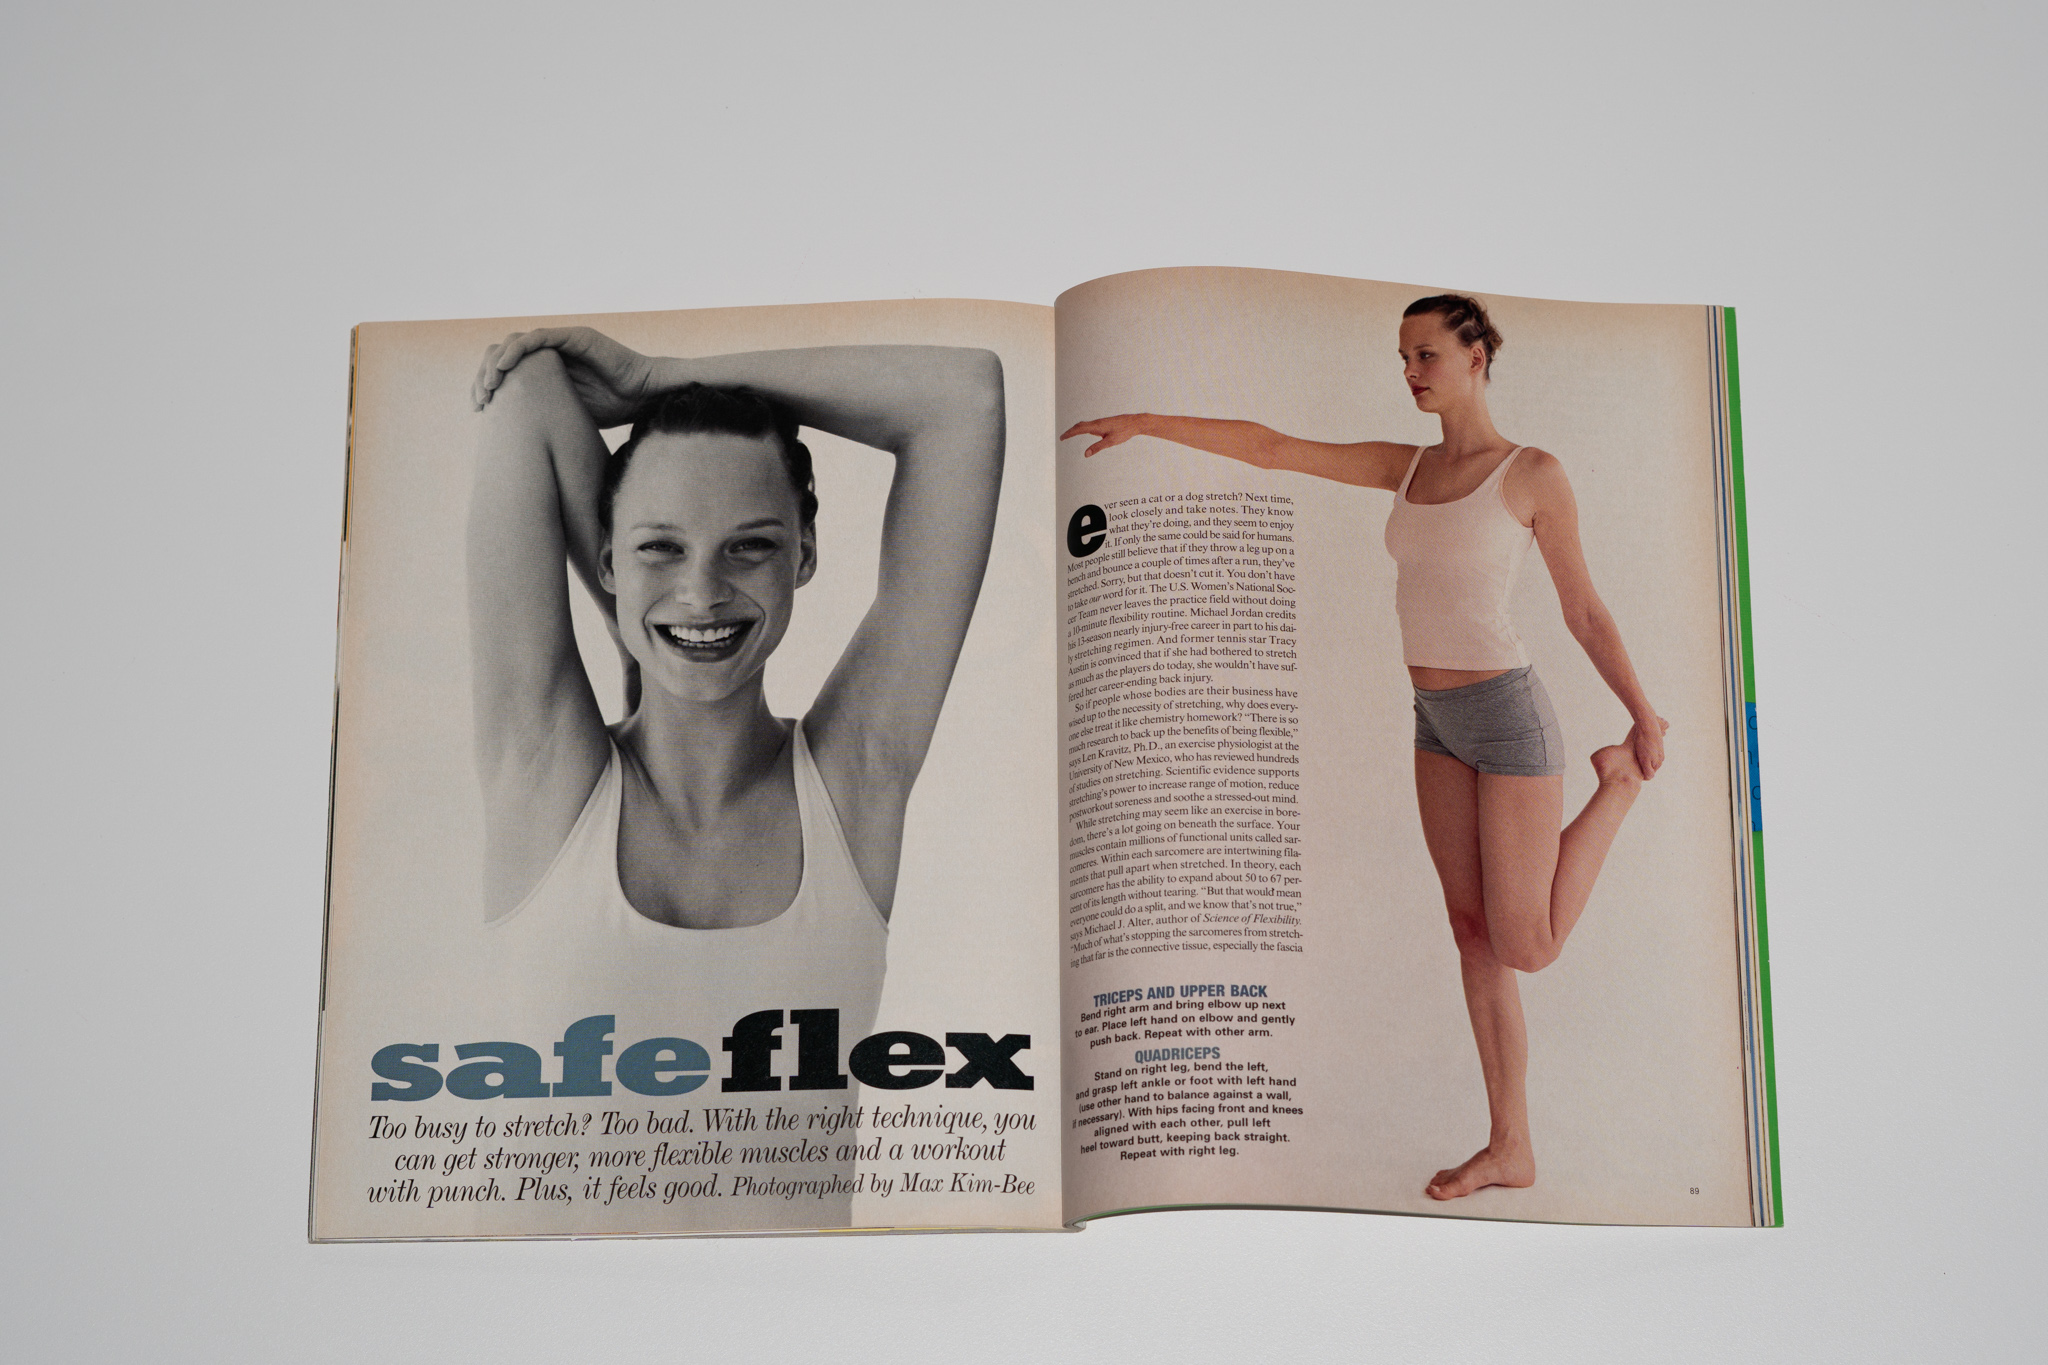 safeflex
Too busy to stretch? Too bad. With the right technique, you
can get stronger, more flexible muscles and a workout
with punch. Plus, it feels good. Photographed by Max Kim-Bee
ever seen a cat or a dog stretch? Next time,
look closely and take notes. They know
what they're doing, and they seem to enjoy
it. If only the same could be said for humans.
Most people still believe that if they throw a leg up on a
bench and bounce a couple of times after a run, they've
stretched. Sorry, but that doesn't cut it. You don't have
to take our word for it. The U.S. Women's National Soc-
cer Team never leaves the practice field without doing
a 10-minute flexibility routine. Michael Jordan credits
his 13-season nearly injury-free career in part to his dai-
ly stretching regimen. And former tennis star Tracy
Austin is convinced that if she had bothered to stretch
as much as the players do today, she wouldn't have suf-
fered her career-ending back injury.
So if people whose bodies are their business have
wised up to the necessity of stretching, why does every-
one else treat it like chemistry homework? "There is so
much research to back up the benefits of being flexible,"
says Len Kravitz, Ph.D., an exercise physiologist at the
University of New Mexico, who has reviewed hundreds
of studies on stretching. Scientific evidence supports
stretching's power to increase range of motion, reduce
postworkout soreness and soothe a stressed-out mind.
While stretching may seem like an exercise in bore-
dom, there's a lot going on beneath the surface. Your
muscles contain millions of functional units called sar-
comeres. Within each sarcomere are intertwining fila-
ments that pull apart when stretched. In theory, each
sarcomere has the ability to expand about 50 to 67 per-
cent of its length without tearing. "But that would mean
everyone could do a split, and we know that's not true,"
says Michael J. Alter, author of Science of Flexibility.
"Much of what's stopping the sarcomeres from stretch-
ing that far is the connective tissue, especially the fascia
TRICEPS AND UPPER BACK
Bend right arm and bring elbow up next
to ear. Place left hand on elbow and gently
push back. Repeat with other arm.
QUADRICEPS
Stand on right leg, bend the left,
and grasp left ankle or foot with left hand
(use other hand to balance against a wall,
if necessary). With hips facing front and knees
aligned with each other, pull left
heel toward butt, keeping back straight.
Repeat with right leg.
89